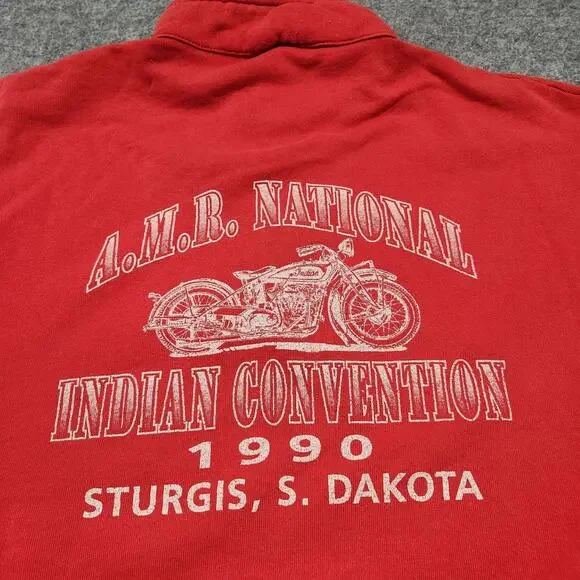 A.M.R. NATIONAL
Indian
INDIAN CONVENTION
1990
STURGIS, S. DAKOTA